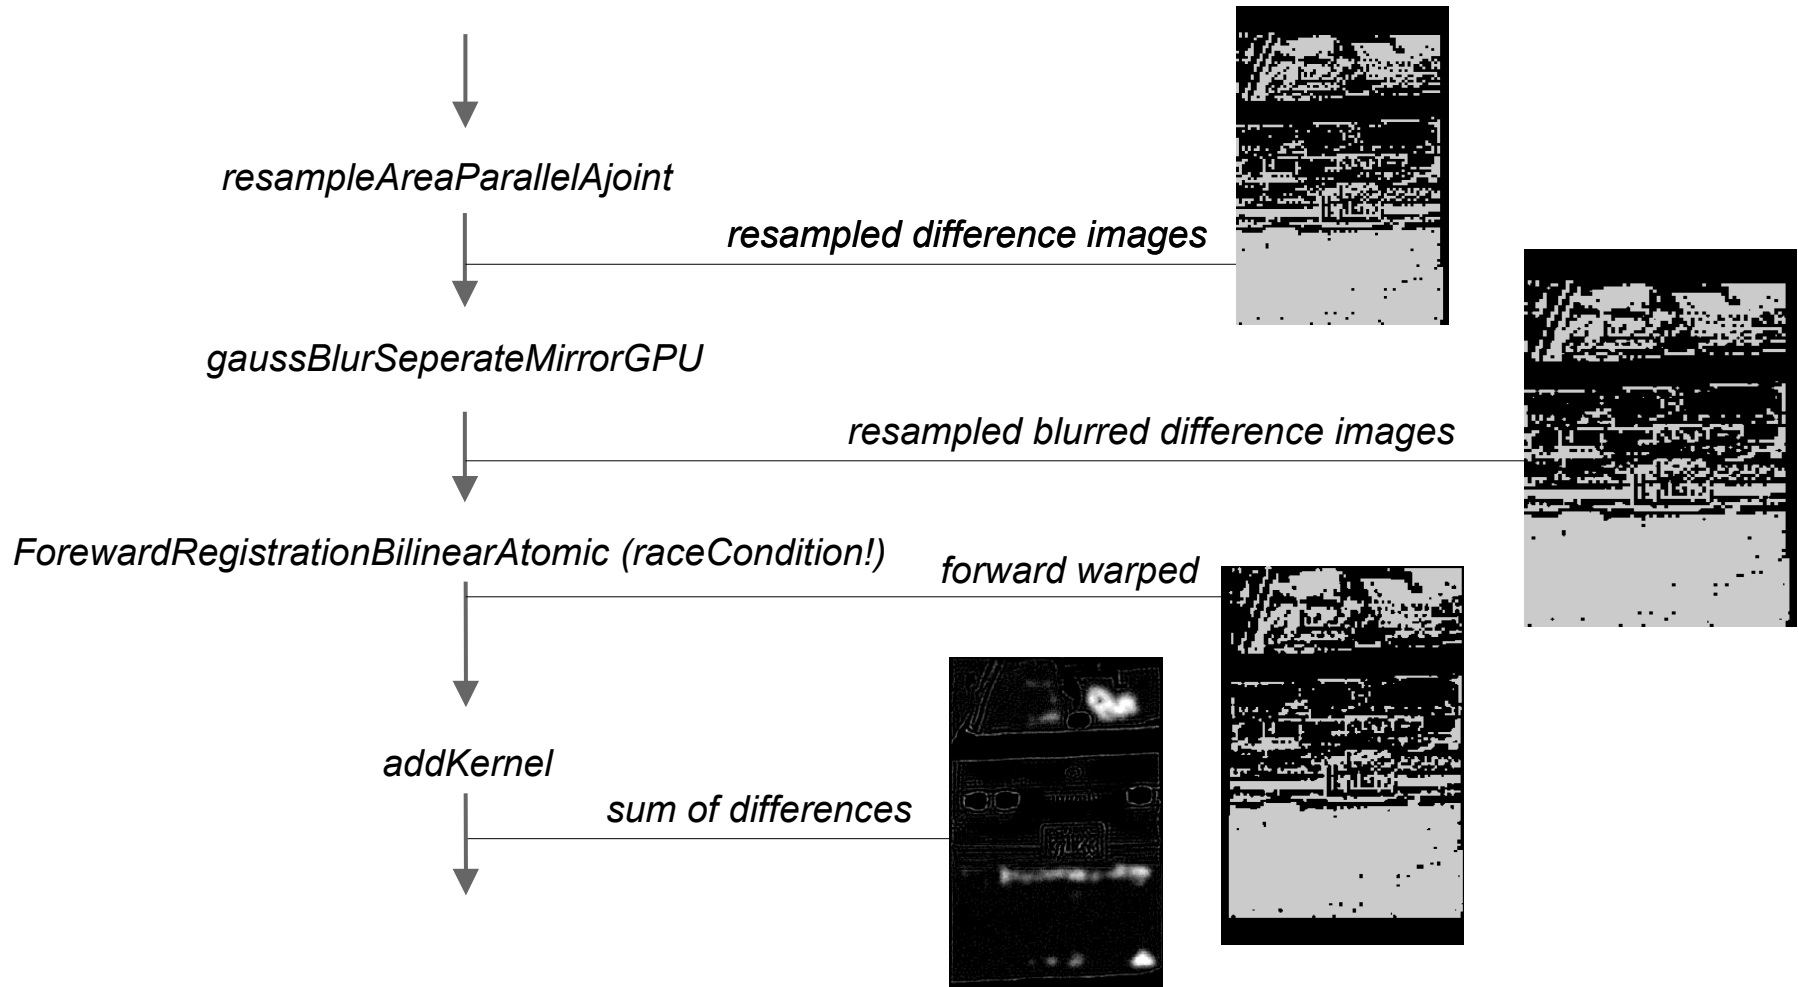 resampleAreaParallelAjoint
resampled difference images
gaussBlurSeperateMirrorGPU
resampled blurred difference images
ForewardRegistrationBilinearAtomic (raceCondition!)
forward warped
addKernel
sum of differences